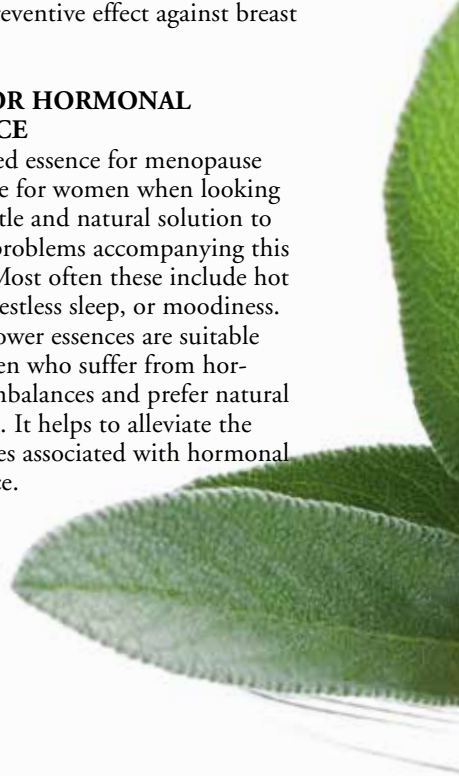 eventive effect against breast
OR HORMONAL
CE
ed essence for menopause
e for women when looking
tle and natural solution to
problems accompanying this
Most often these include hot
estless sleep, or moodiness.
ower essences are suitable
en who suffer from hor-
mbalances and prefer natural
. It helps to alleviate the
es associated with hormonal
ce.